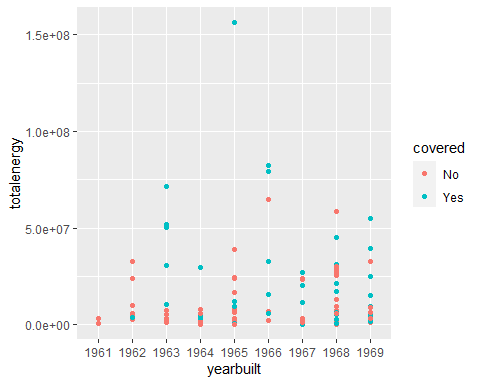 1.5e+08
1.0e+08
5.0e+07
0.0e+00
totalenergy
1961 1962 1963 1964 1965 1966 1967 1968 1969
yearbuilt
covered
No
Yes